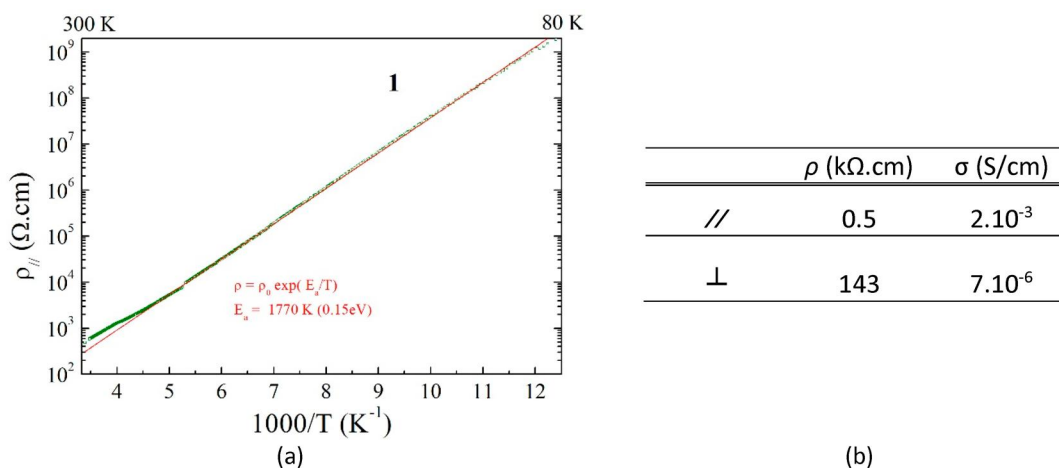 300 K 80 K
10⁹
1
10⁸
10⁷
10⁶
10⁵
10⁴
10³
10²
ρ// (Ω.cm)
ρ = ρ₀ exp( Eₐ/T)
Eₐ = 1770 K (0.15eV)
4 5 6 7 8 9 10 11 12
1000/T (K⁻¹)
(a)
ρ (kΩ.cm) σ (S/cm)
// 0.5 2.10⁻³
⊥ 143 7.10⁻⁶
(b)